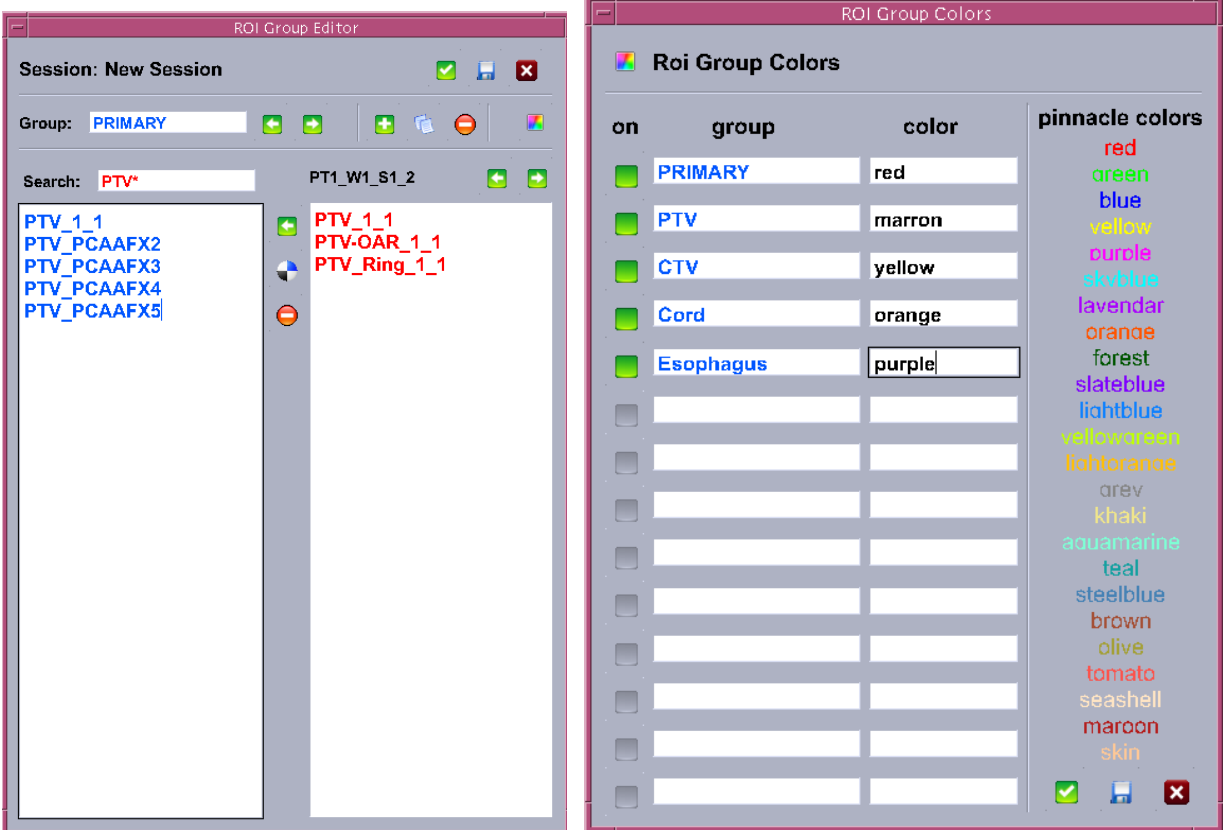 ROI Group Editor
Session: New Session
Group: PRIMARY
Search: PTV*
PT1_W1_S1_2
PTV_1_1
PTV_PCAAFX2
PTV_PCAAFX3
PTV_PCAAFX4
PTV_PCAAFX5
PTV_1_1
PTV-OAR_1_1
PTV_Ring_1_1
ROI Group Colors
Roi Group Colors
on group color
PRIMARY red
PTV marron
CTV yellow
Cord orange
Esophagus purple
pinnacle colors
red
green
blue
yellow
purple
skyblue
lavendar
orange
forest
slateblue
lightblue
yellowgreen
lightorange
grey
khaki
aquamarine
teal
steelblue
brown
olive
tomato
seashell
maroon
skin